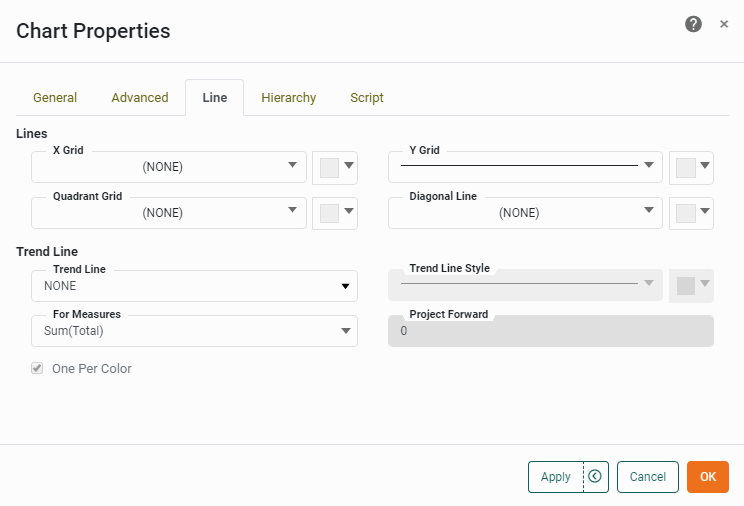 Chart Properties
General Advanced Line Hierarchy Script
Lines
X Grid Y Grid
(NONE)
Quadrant Grid Diagonal Line
(NONE) (NONE)
Trend Line
Trend Line Trend Line Style
NONE
For Measures Project Forward
Sum(Total) 0
One Per Color
Apply Cancel OK